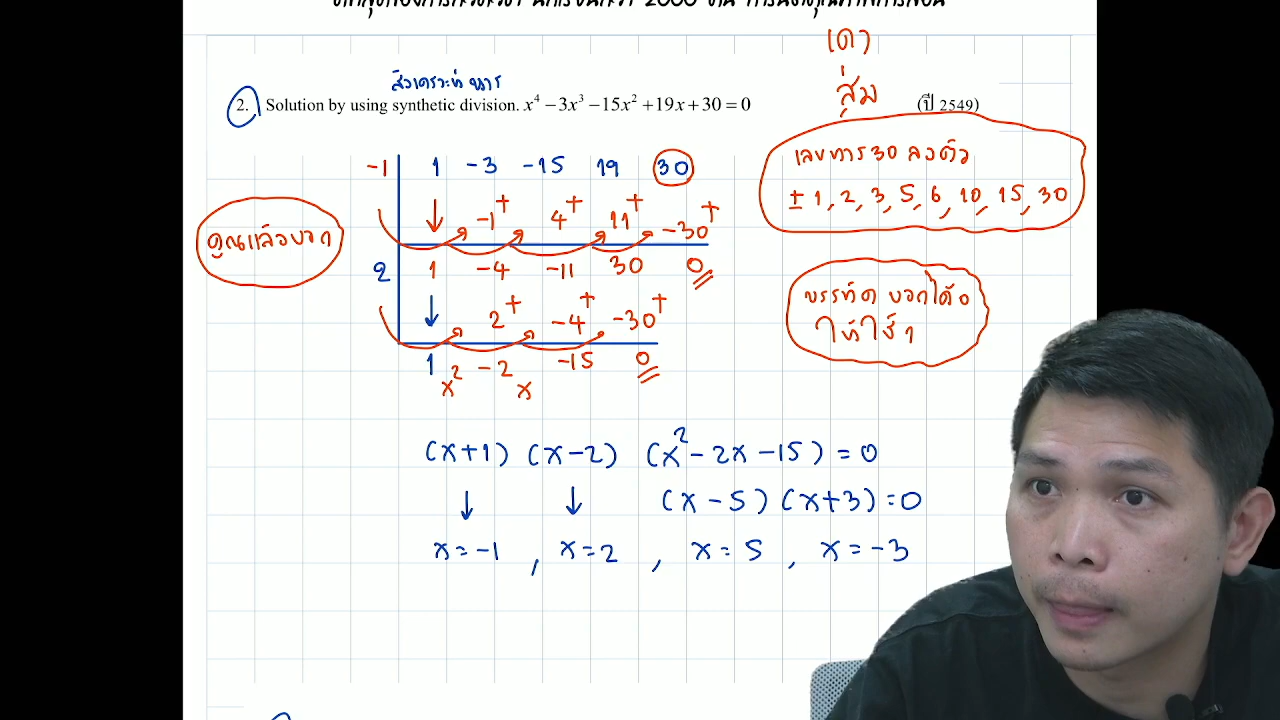 (เดา)
สุ่ม
สังเคราะห์ หาร
2. Solution by using synthetic division. x⁴ − 3x³ − 15x² + 19x + 30 = 0 (ปี 2549)
เลขหาร 30 ลงตัว
± 1, 2, 3, 5, 6, 10, 15, 30
-1 1 -3 -15 19 30
-1+ 4+ 11+ -30+
คูณแล้วบวก
2 1 -4 -11 30 0
2+ -4+ -30+
1 x² -2 x -15 0
บรรทัด บวกได้ 0
ให้ใช้ 1
(x+1) (x-2) (x² - 2x - 15) = 0
↓ ↓ (x - 5) (x+3) = 0
x = -1 , x = 2 , x = 5 , x = -3